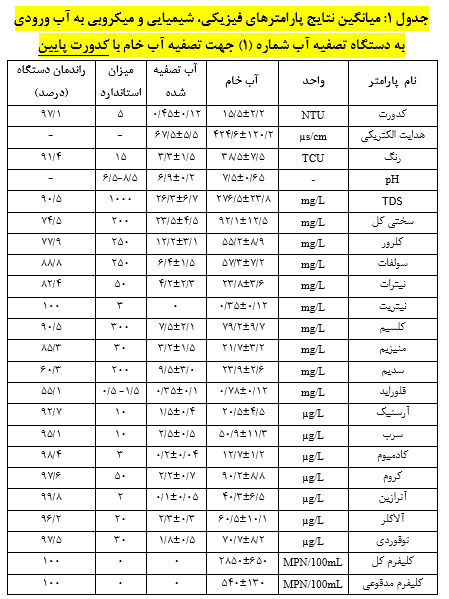 جدول ۱: میانگین نتایج پارامترهای فیزیکی، شیمیایی و میکروبی به آب ورودی
به دستگاه تصفیه آب شماره (۱) جهت تصفیه آب خام با کدورت پایین
نام پارامتر واحد آب خام آب تصفیه شده میزان استاندارد راندمان دستگاه (درصد)
کدورت NTU ۱۵/۵±۲/۲ ۰/۴۵±۰/۱۲ ۵ ۹۷/۱
هدایت الکتریکی µs/cm ۴۲۴/۶±۱۲۰/۲ ۶۷/۵±۵/۵ - -
رنگ TCU ۳۸/۵±۷/۵ ۳/۳±۱/۵ ۱۵ ۹۱/۴
pH - ۷/۵±۰/۶۵ ۶/۹±۰/۲ ۶/۵-۸/۵ -
TDS mg/L ۲۷۶/۵±۲۳/۸ ۲۶/۳±۶/۷ ۱۰۰۰ ۹۰/۵
سختی کل mg/L ۹۲/۱±۱۲/۵ ۲۳/۵±۴/۵ ۲۰۰ ۷۴/۵
کلرور mg/L ۵۵/۲±۸/۹ ۱۲/۲±۳/۱ ۲۵۰ ۷۷/۹
سولفات mg/L ۵۷/۳±۷/۲ ۶/۴±۱/۵ ۲۵۰ ۸۸/۸
نیترات mg/L ۲۳/۸±۳/۶ ۴/۲±۲/۳ ۵۰ ۸۲/۴
نیتریت mg/L ۰/۳۵±۰/۱۲ ۰ ۳ ۱۰۰
کلسیم mg/L ۷۹/۲±۹/۷ ۷/۵±۲/۱ ۳۰۰ ۹۰/۵
منیزیم mg/L ۲۱/۷±۳/۲ ۳/۲±۱/۵ ۳۰ ۸۵/۳
سدیم mg/L ۲۳/۹±۲/۶ ۹/۵±۳/۰ ۲۰۰ ۶۰/۳
فلوراید mg/L ۰/۷۸±۰/۱۲ ۰/۳۵±۰/۱ ۰/۵ -۱/۵ ۵۵/۱
آرسنیک µg/L ۲۰/۵±۴/۵ ۱/۵±۰/۴ ۱۰ ۹۲/۷
سرب µg/L ۵۰/۹±۱۱/۳ ۲/۵±۰/۵ ۱۰ ۹۵/۱
کادمیوم µg/L ۱۲/۷±۱/۲ ۰/۲±۰/۰۴ ۳ ۹۸/۴
کروم µg/L ۹۰/۲±۸/۸ ۲/۲±۰/۷ ۵۰ ۹۷/۶
آترازین µg/L ۴۰/۳±۶/۵ ۰/۱±۰/۰۵ ۲ ۹۹/۸
آلاکلر µg/L ۶۰/۵±۱۰/۱ ۲/۳±۰/۳ ۲۰ ۹۶/۲
توفوردی µg/L ۷۰/۷±۸/۲ ۱/۸±۰/۵ ۳۰ ۹۷/۵
کلیفرم کل MPN/100mL ۲۸۵۰±۶۵۰ ۰ ۰ ۱۰۰
کلیفرم مدفوعی MPN/100mL ۵۴۰±۱۳۰ ۰ ۰ ۱۰۰